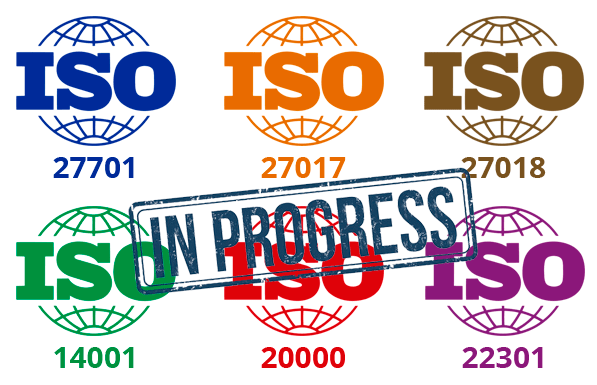 ISO ISO ISO
27701 27017 27018
IN PROGRESS
ISO ISO ISO
14001 20000 22301